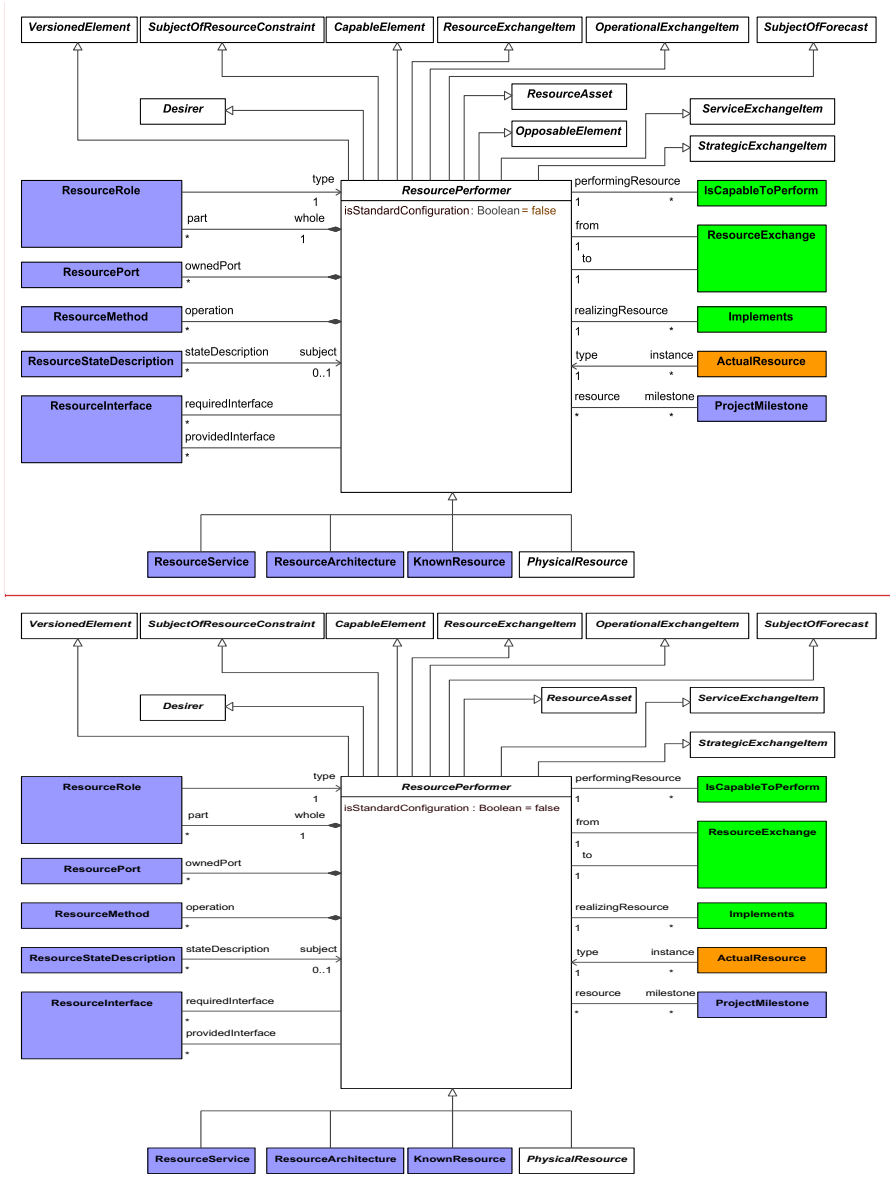 VersionedElement SubjectOfResourceConstraint CapableElement ResourceExchangeItem OperationalExchangeItem SubjectOfForecast
Desirer ResourceAsset ServiceExchangeItem
OpposableElement StrategicExchangeItem
ResourceRole type ResourcePerformer performingResource IsCapableToPerform
1 isStandardConfiguration: Boolean = false 1 *
part whole from ResourceExchange
* 1 1
ResourcePort ownedPort to
* 1
ResourceMethod operation realizingResource Implements
* 1 *
ResourceStateDescription stateDescription subject type instance ActualResource
* 0..1 1 *
ResourceInterface requiredInterface resource milestone ProjectMilestone
* * *
providedInterface
*
ResourceService ResourceArchitecture KnownResource PhysicalResource
VersionedElement SubjectOfResourceConstraint CapableElement ResourceExchangeItem OperationalExchangeItem SubjectOfForecast
Desirer ResourceAsset ServiceExchangeItem
StrategicExchangeItem
ResourceRole type ResourcePerformer performingResource IsCapableToPerform
1 isStandardConfiguration : Boolean = false 1 *
part whole from ResourceExchange
* 1 1
ResourcePort ownedPort to
* 1
ResourceMethod operation realizingResource Implements
* 1 *
ResourceStateDescription stateDescription subject type instance ActualResource
* 0..1 1 *
ResourceInterface requiredInterface resource milestone ProjectMilestone
* * *
providedInterface
*
ResourceService ResourceArchitecture KnownResource PhysicalResource